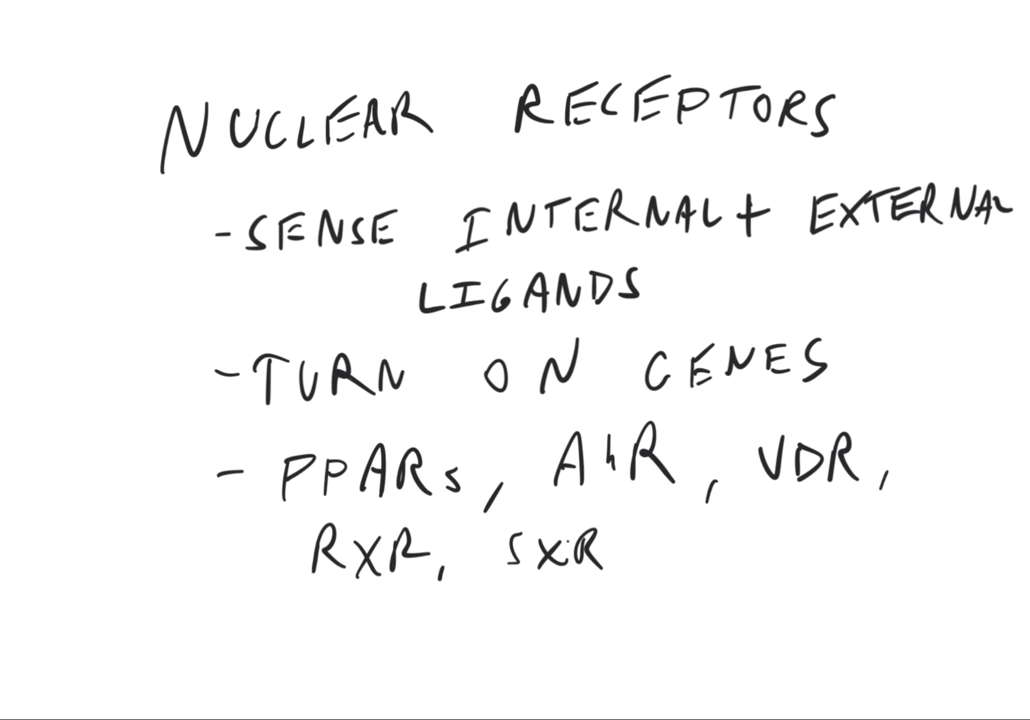 NUCLEAR RECEPTORS
- SENSE INTERNAL + EXTERNAL
LIGANDS
- TURN ON GENES
- PPARs, AhR, VDR,
RXR, SXR